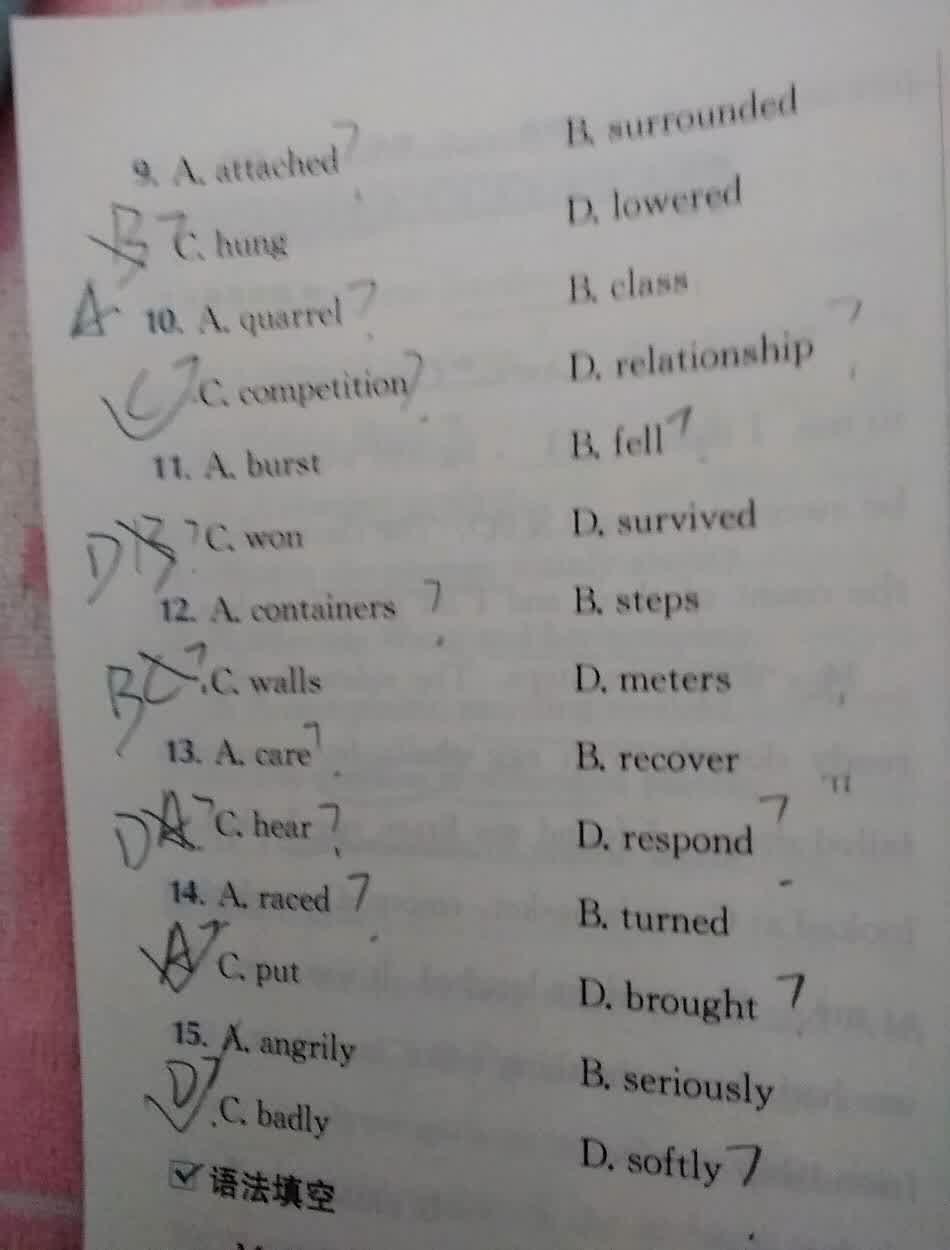 9. A. attached? B. surrounded
B? C. hung D. lowered
A 10. A. quarrel? B. class
C? C. competition? D. relationship?
11. A. burst B. fell?
D B? C. won D. survived
12. A. containers? B. steps
B C? C. walls D. meters
13. A. care? B. recover
D A? C. hear? D. respond?
14. A. raced? B. turned
A? C. put D. brought?
15. A. angrily B. seriously
D? C. badly D. softly?
语法填空